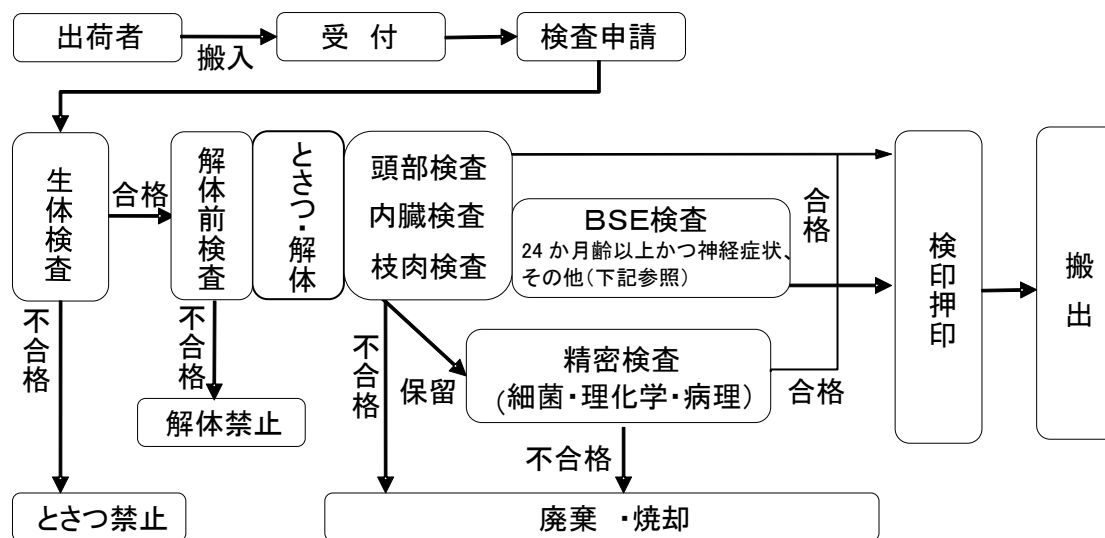 出荷者
搬入
受　付
検査申請
生体検査
合格
解体前検査
とさつ・解体
頭部検査
内臓検査
枝肉検査
BSE検査
24か月齢以上かつ神経症状、
その他（下記参照）
合格
検印押印
搬出
不合格
不合格
不合格
保留
精密検査
(細菌・理化学・病理）
合格
解体禁止
不合格
とさつ禁止
廃棄　・焼却